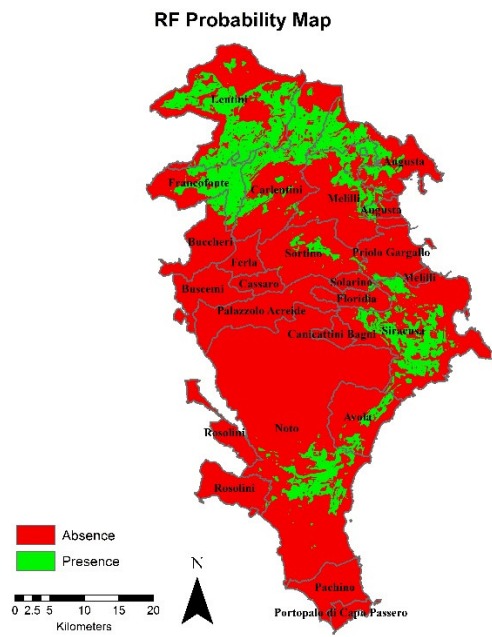 RF Probability Map
Lentini
Augusta
Francofonte
Carlentini
Melilli
Augusta
Buccheri
Sortino
Priolo Gargallo
Ferla
Melilli
Buscemi
Cassaro
Solarino
Floridia
Palazzolo Acreide
Siracusa
Canicattini Bagni
Avola
Noto
Rosolini
Rosolini
Absence
Presence
N
Pachino
0 2.5 5 10 15 20
Portopalo di Capo Passero
Kilometers